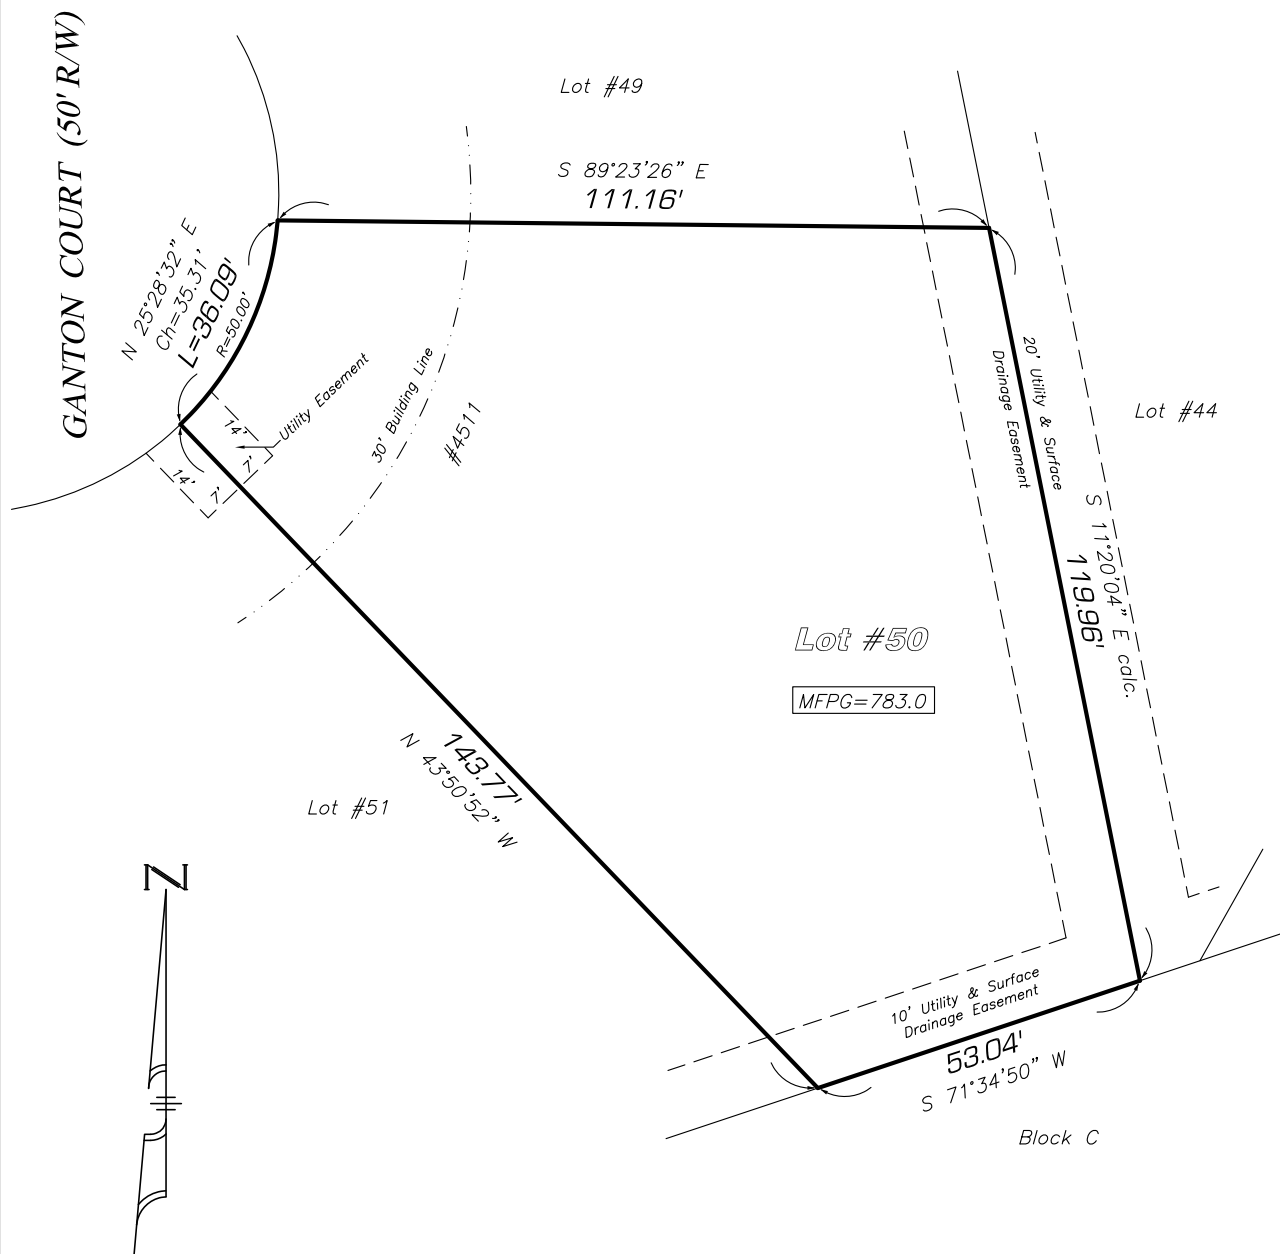 GANTON COURT (50' R/W)
Lot #49
S 89°23'26" E
111.16'
N 25°28'32" E
Ch=35.31'
L=36.09'
R=50.00'
Utility Easement
14'
7'
14'
7'
30' Building Line
#4511
20' Utility & Surface
Drainage Easement
Lot #44
S 11°20'04" E calc.
119.96'
Lot #50
MFPG=783.0
143.77'
N 43°50'52" W
Lot #51
N
10' Utility & Surface
Drainage Easement
53.04'
S 71°34'50" W
Block C